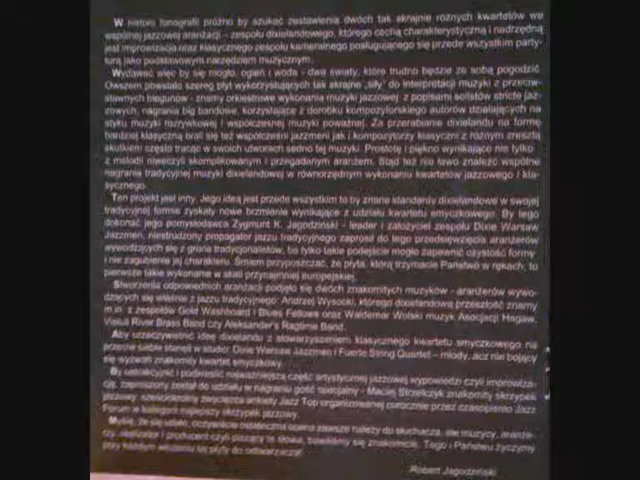 W historii fonografii próżno by szukać zestawienia dwóch tak skrajnie różnych kwartetów we
wspólnej jazzowej aranżacji – zespołu dixielandowego, którego cechą charakterystyczną i nadrzędną
jest improwizacja oraz klasycznego zespołu kameralnego posługującego się przede wszystkim party-
turą jako podstawowym narzędziem muzycznym.
Wydawać więc by się mogło, ogień i woda - dwa światy, które trudno będzie ze sobą pogodzić.
Owszem powstało szereg płyt wykorzystujących tak skrajne „siły” do interpretacji muzyki z przeciw-
stawnych biegunów - znamy orkiestrowe wykonania muzyki jazzowej z popisami solistów stricte jaz-
zowych, nagrania big bandowe, korzystające z dorobku kompozytorskiego autorów działających na
styku muzyki rozrywkowej i współczesnej muzyki poważnej. Za przerabianie dixielandu na formę
bardziej klasyczną brali się też współcześni jazzmeni jak i kompozytorzy klasyczni z różnym zresztą
skutkiem często tracąc w swoich utworach sedno tej muzyki. Prostotę i piękno wynikające nie tylko
z melodii niweczyli skomplikowanym i przegadanym aranżem. Stąd też nie łatwo znaleźć wspólne
nagrania tradycyjnej muzyki dixielandowej w równorzędnym wykonaniu kwartetów jazzowego i kla-
sycznego.
Ten projekt jest inny. Jego ideą jest przede wszystkim to by znane standardy dixielandowe w swojej
tradycyjnej formie zyskały nowe brzmienie wynikające z udziału kwartetu smyczkowego. By tego
dokonać jego pomysłodawca Zygmunt K. Jagodziński - leader i założyciel zespołu Dixie Warsaw
Jazzmen, niestrudzony propagator jazzu tradycyjnego zaprosił do tego przedsięwzięcia aranżerów
wywodzących się z grona tradycjonalistów, bo tylko takie podejście mogło zapewnić czystość formy
i nie zagubienie jej charakteru. Śmiem przypuszczać, że płyta, którą trzymacie Państwo w rękach, to
pierwsze takie wykonanie w skali przynajmniej europejskiej.
Stworzenia odpowiednich aranżacji podjęło się dwóch znakomitych muzyków - aranżerów wywo-
dzących się właśnie z jazzu tradycyjnego: Andrzej Wysocki, którego dixielandową przeszłość znamy
m.in. z zespołów Gold Washboard i Blues Fellows oraz Waldemar Wolski muzyk Asocjacji Hagaw,
Vistula River Brass Band czy Aleksander's Ragtime Band.
Aby urzeczywistnić ideę dixielandu z stowarzyszeniem klasycznego kwartetu smyczkowego na
przeciw siebie stanęli w studio: Dixie Warsaw Jazzmen i Fuerte String Quartet – młody, acz nie bojący
się wyzwań znakomity kwartet smyczkowy.
By uatrakcyjnić i podkreślić najważniejszą część artystycznej jazzowej wypowiedzi czyli improwiza-
cję, zaproszony został do udziału w nagraniu gość specjalny - Maciej Strzelczyk znakomity skrzypek
jazzowy, sześciokrotny zwycięzca ankiety Jazz Top organizowanej corocznie przez czasopismo Jazz
Forum w kategorii najlepszy skrzypek jazzowy.
Myślę, że się udało, oczywiście ostateczna ocena zawsze należy do słuchacza, ale muzycy, aranże-
rzy, realizator i producent czyli piszący te słowa, bawiliśmy się znakomicie. Tego i Państwu życzymy
przy każdym włożeniu tej płyty do odtwarzacza!
Robert Jagodziński